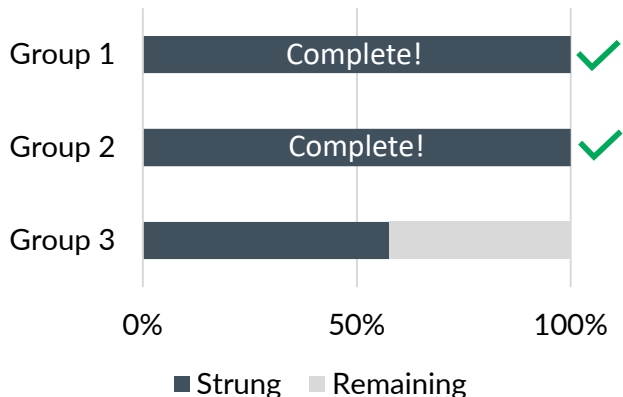 Group 1 Complete!
Group 2 Complete!
Group 3
0% 50% 100%
Strung Remaining